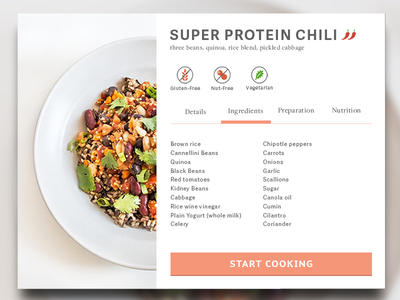 SUPER PROTEIN CHILI
three beans, quinoa, rice blend, pickled cabbage
Gluten-Free
Nut-Free
Vegetarian
Details
Ingredients
Preparation
Nutrition
Brown rice
Cannellini Beans
Quinoa
Black Beans
Red tomatoes
Kidney Beans
Cabbage
Rice wine vinegar
Plain Yogurt (whole milk)
Celery
Chipotle peppers
Carrots
Onions
Garlic
Scallions
Sugar
Canola oil
Cumin
Cilantro
Coriander
START COOKING